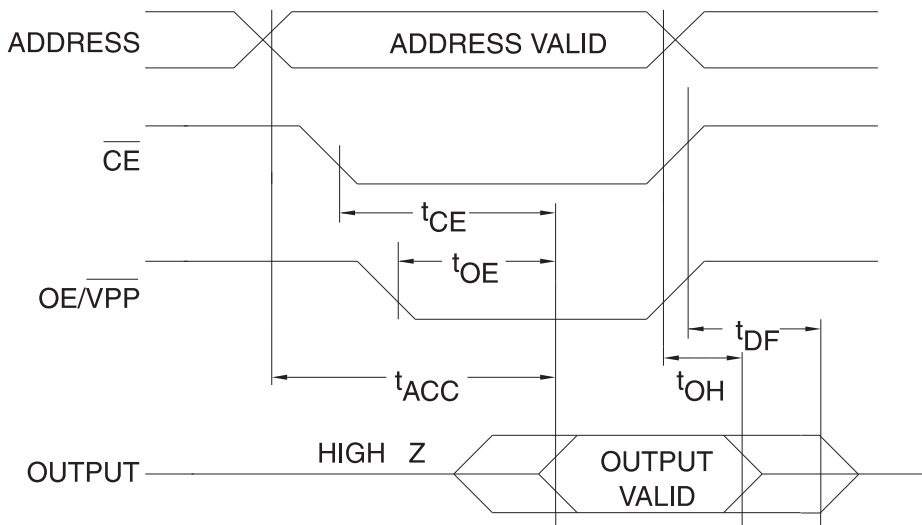 ADDRESS
ADDRESS VALID
CE
tCE
tOE
OE/VPP
tDF
tACC
tOH
HIGH Z
OUTPUT
OUTPUT
VALID